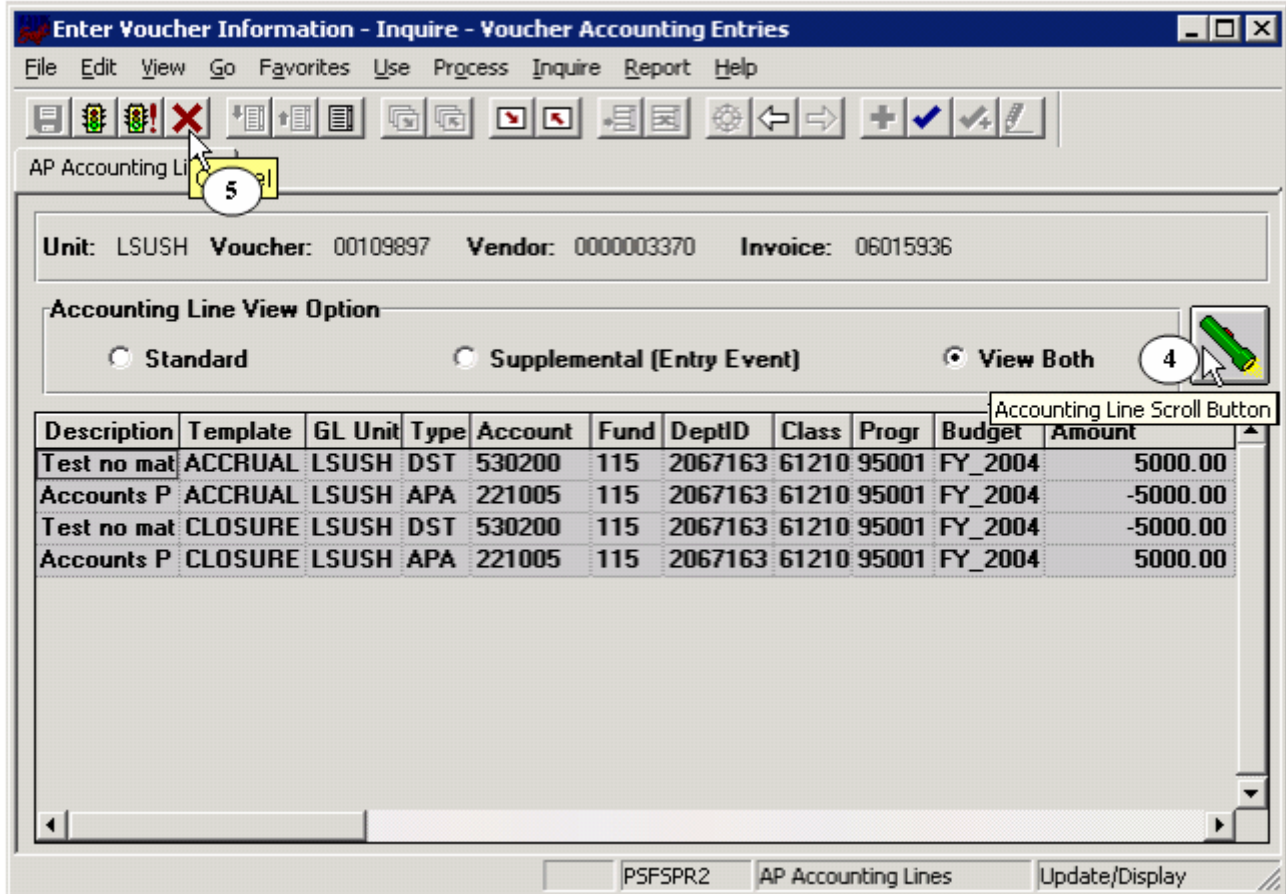 Enter Voucher Information - Inquire - Voucher Accounting Entries
File Edit View Go Favorites Use Process Inquire Report Help
AP Accounting Li
5
Unit: LSUSH Voucher: 00109897 Vendor: 0000003370 Invoice: 06015936
Accounting Line View Option
Standard Supplemental (Entry Event) View Both 4
Accounting Line Scroll Button
Description Template GL Unit Type Account Fund DeptID Class Progr Budget Amount
Test no mat ACCRUAL LSUSH DST 530200 115 2067163 61210 95001 FY_2004 5000.00
Accounts P ACCRUAL LSUSH APA 221005 115 2067163 61210 95001 FY_2004 -5000.00
Test no mat CLOSURE LSUSH DST 530200 115 2067163 61210 95001 FY_2004 -5000.00
Accounts P CLOSURE LSUSH APA 221005 115 2067163 61210 95001 FY_2004 5000.00
PSFSPR2 AP Accounting Lines Update/Display